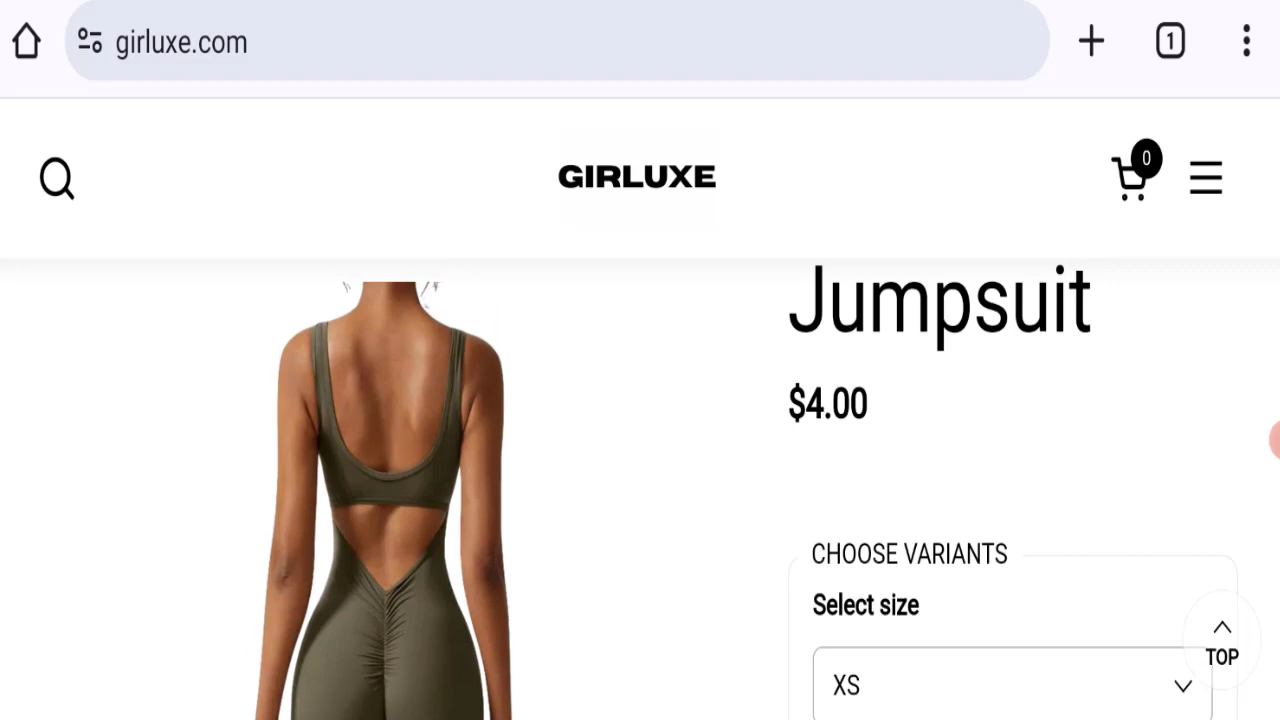 girluxe.com
1
GIRLUXE
0
Jumpsuit
$4.00
CHOOSE VARIANTS
Select size
XS
TOP